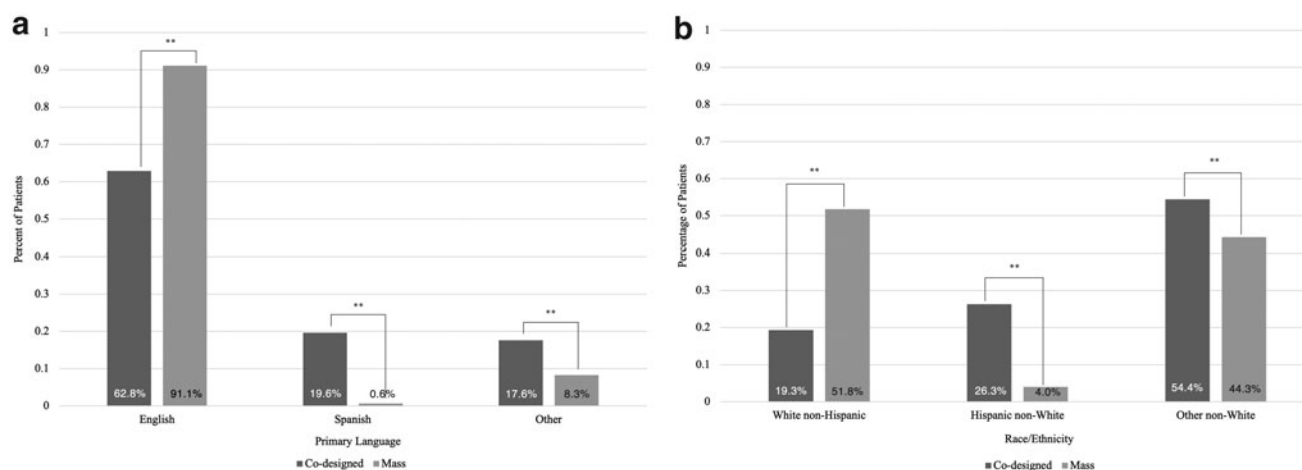 a
1
0.9
0.8
0.7
0.6
0.5
0.4
0.3
0.2
0.1
0
Percent of Patients
**
**
**
62.8%
91.1%
19.6%
0.6%
17.6%
8.3%
English
Spanish
Other
Primary Language
Co-designed
Mass
b
1
0.9
0.8
0.7
0.6
0.5
0.4
0.3
0.2
0.1
0
Percentage of Patients
**
**
**
19.3%
51.8%
26.3%
4.0%
54.4%
44.3%
White non-Hispanic
Hispanic non-White
Other non-White
Race/Ethnicity
Co-designed
Mass